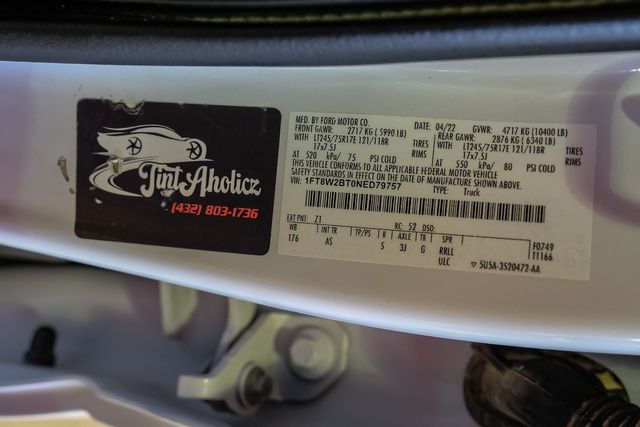 Tint Aholicz
(432) 803-1736
MFD. BY FORD MOTOR CO. DATE: 04/22 GVWR: 4717 KG (10400 LB)
FRONT GAWR: 2717 KG ( 5990 LB) REAR GAWR: 2876 KG ( 6340 LB)
WITH LT245/75R17E 121/118R TIRES WITH LT245/75R17E 121/118R TIRES
17x7.5J RIMS 17x7.5J RIMS
AT 520 kPa/ 75 PSI COLD AT 550 kPa/ 80 PSI COLD
THIS VEHICLE CONFORMS TO ALL APPLICABLE FEDERAL MOTOR VEHICLE
SAFETY STANDARDS IN EFFECT ON THE DATE OF MANUFACTURE SHOWN ABOVE.
VIN: 1FT8W2BT0NED79757
TYPE: Truck
EXT PNT: Z1 RC: 52 DSO:
WB INT TR TP/PS R AXLE TR SPR F0749
176 AS 5 3J G RRLL T1166
ULC 5USA-3520472-AA